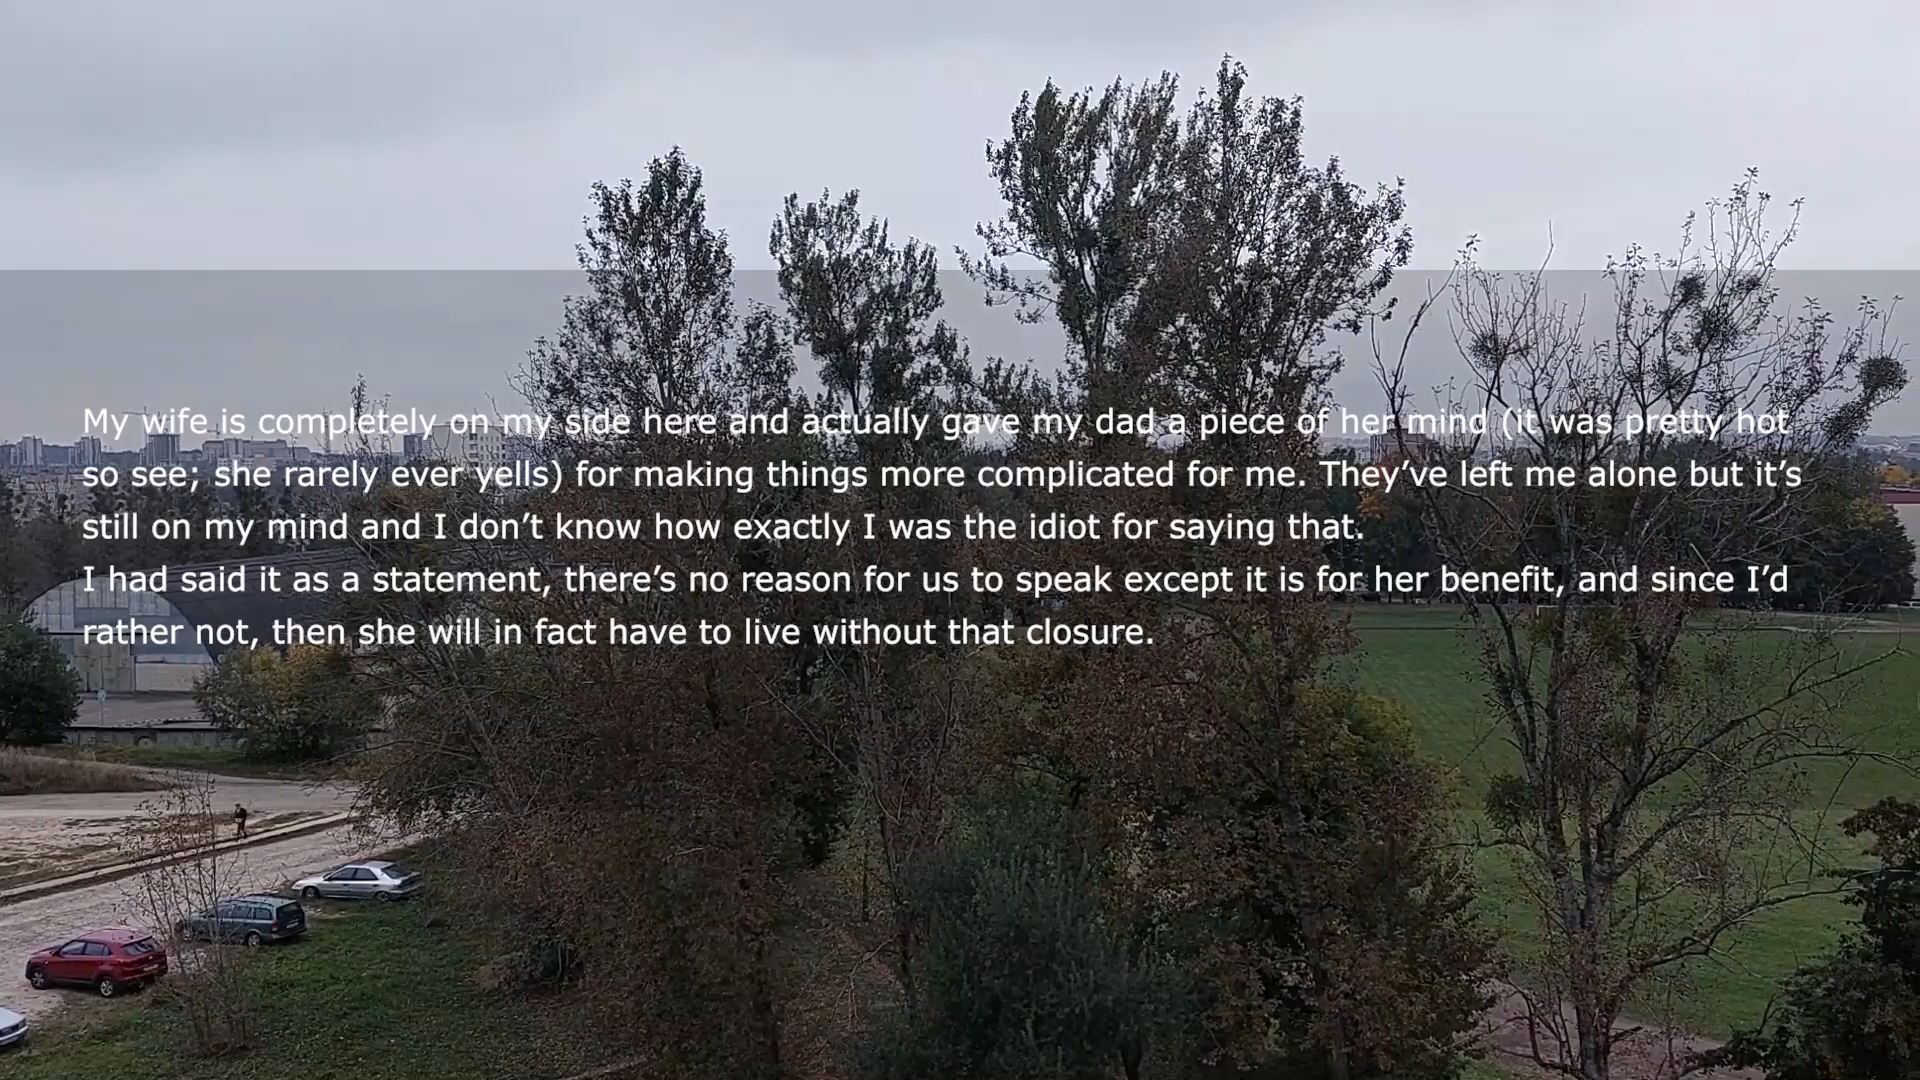 My wife is completely on my side here and actually gave my dad a piece of her mind (it was pretty hot
so see; she rarely ever yells) for making things more complicated for me. They’ve left me alone but it’s
still on my mind and I don’t know how exactly I was the idiot for saying that.
I had said it as a statement, there’s no reason for us to speak except it is for her benefit, and since I’d
rather not, then she will in fact have to live without that closure.